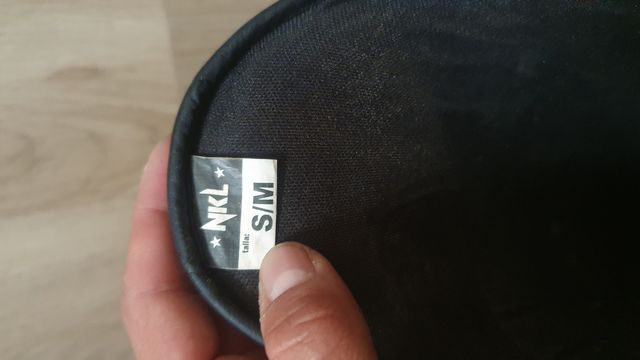 ★ NKL ★
talla:
S/M